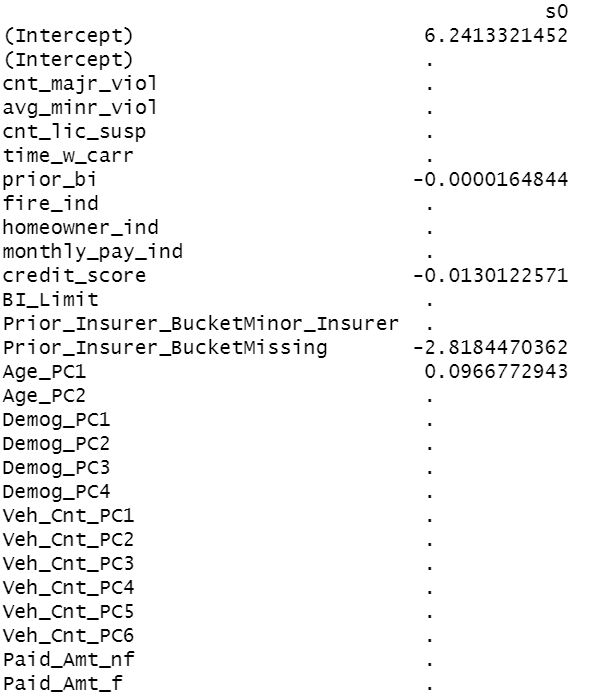 s0
(Intercept) 6.2413321452
(Intercept) .
cnt_majr_viol .
avg_minr_viol .
cnt_lic_susp .
time_w_carr .
prior_bi -0.0000164844
fire_ind .
homeowner_ind .
monthly_pay_ind .
credit_score -0.0130122571
BI_Limit .
Prior_Insurer_BucketMinor_Insurer .
Prior_Insurer_BucketMissing -2.8184470362
Age_PC1 0.0966772943
Age_PC2 .
Demog_PC1 .
Demog_PC2 .
Demog_PC3 .
Demog_PC4 .
Veh_Cnt_PC1 .
Veh_Cnt_PC2 .
Veh_Cnt_PC3 .
Veh_Cnt_PC4 .
Veh_Cnt_PC5 .
Veh_Cnt_PC6 .
Paid_Amt_nf .
Paid_Amt_f .